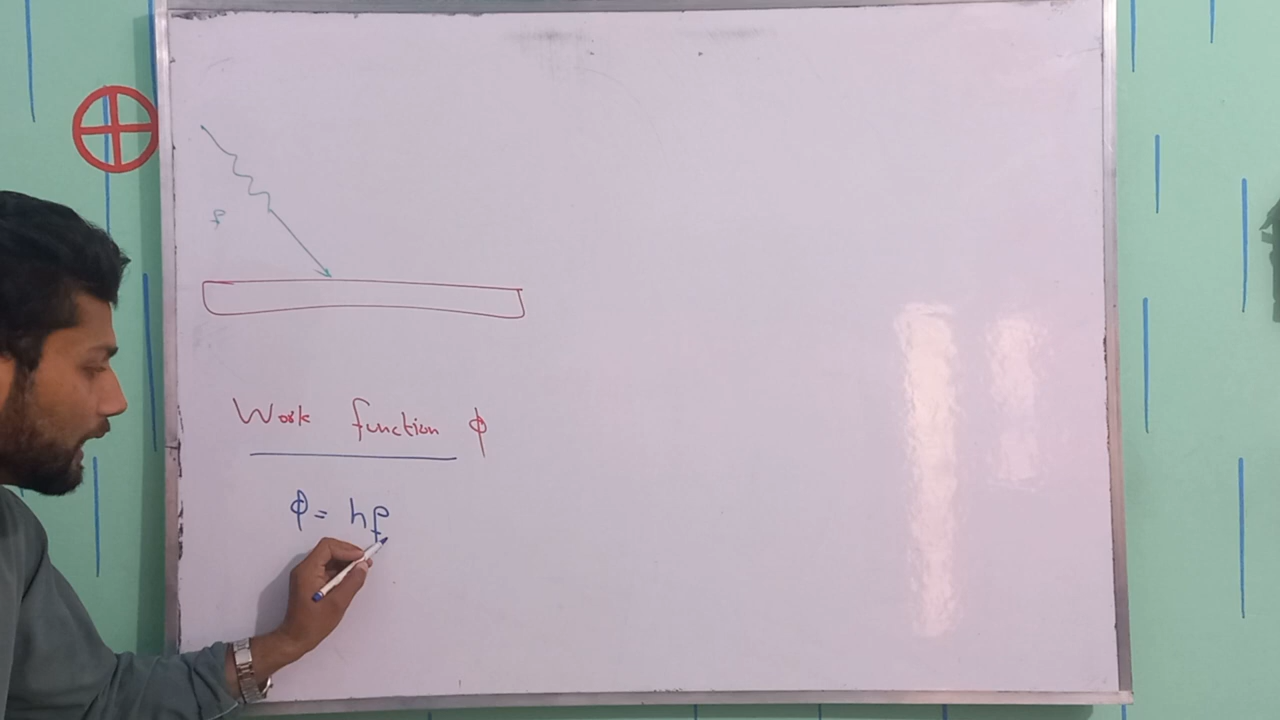 f
Work function ϕ
ϕ = hf